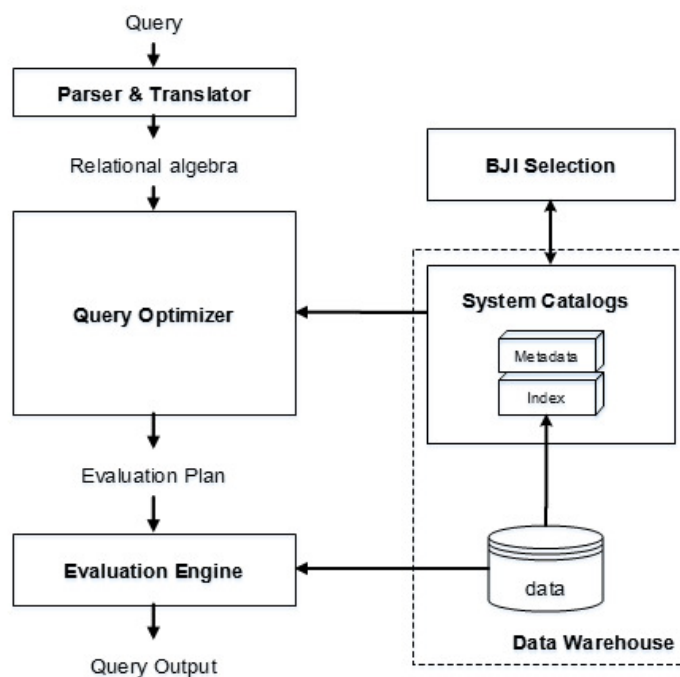 Query
Parser & Translator
Relational algebra
Query Optimizer
Evaluation Plan
Evaluation Engine
Query Output
BJI Selection
System Catalogs
Metadata
Index
data
Data Warehouse